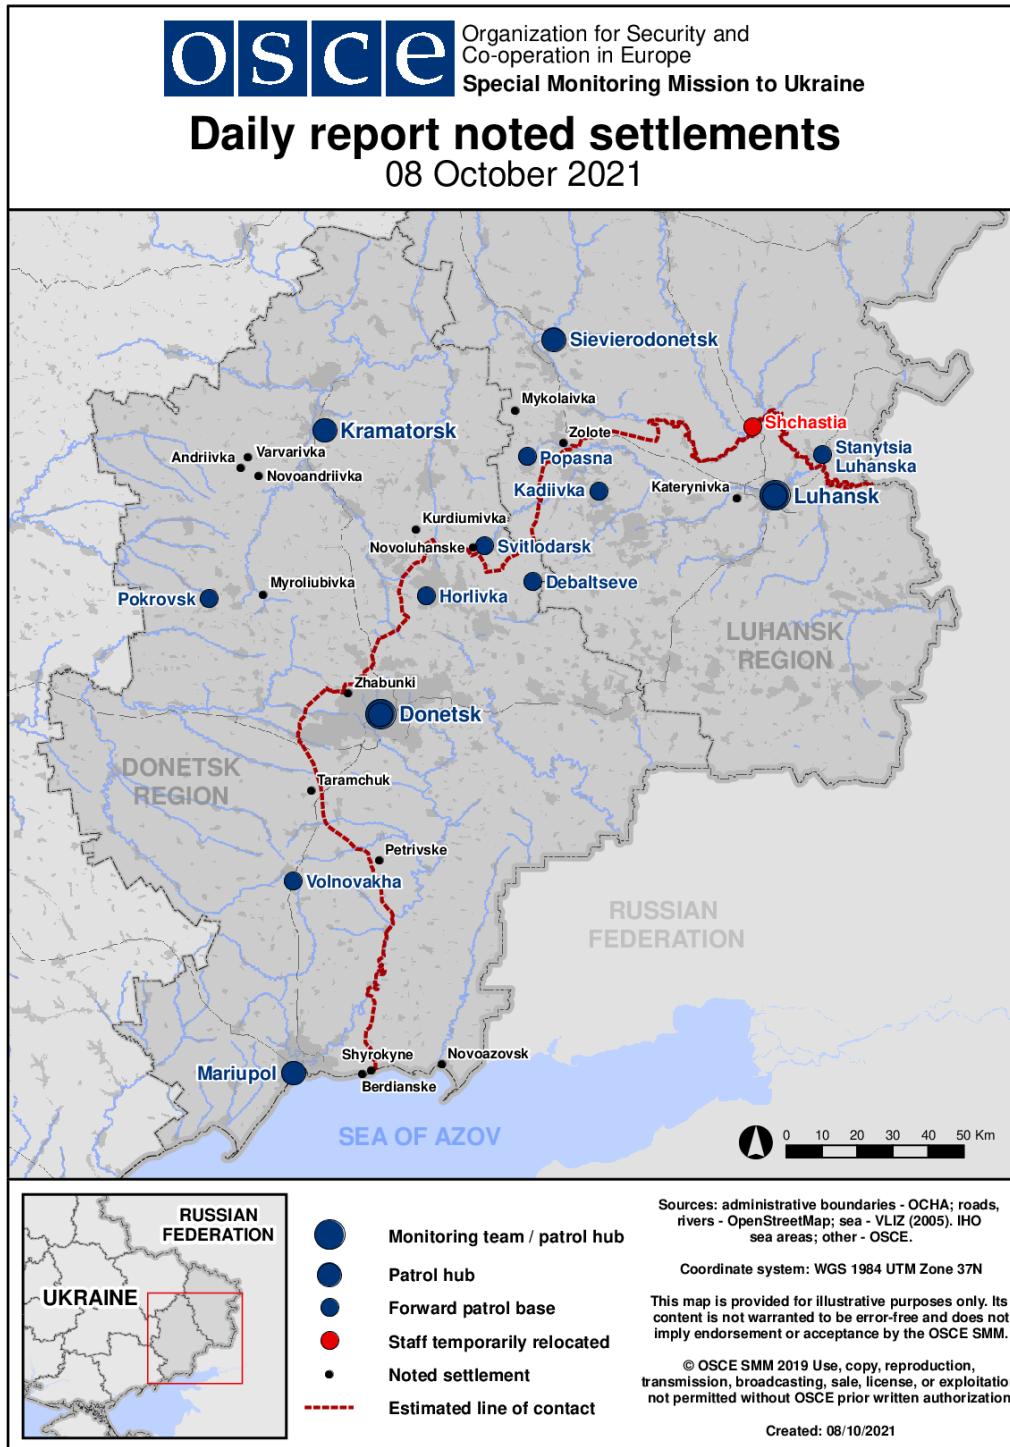 osce
Organization for Security and
Co-operation in Europe
Special Monitoring Mission to Ukraine
Daily report noted settlements
08 October 2021
Sievierodonetsk
Mykolaivka
Shchastia
Kramatorsk
Zolote
Varvarivka
Andriivka
Novoandriivka
Popasna
Stanytsia
Luhanska
Kadiivka
Katerynivka
Luhansk
Kurdiumivka
Novoluhanske
Svitlodarsk
Debaltseve
Myroliubivka
Pokrovsk
Horlivka
LUHANSK
REGION
Zhabunki
Donetsk
DONETSK
REGION
Taramchuk
Petrivske
Volnovakha
RUSSIAN
FEDERATION
Shyrokyne
Novoazovsk
Mariupol
Berdianske
SEA OF AZOV
0 10 20 30 40 50 Km
RUSSIAN
FEDERATION
UKRAINE
Monitoring team / patrol hub
Patrol hub
Forward patrol base
Staff temporarily relocated
Noted settlement
Estimated line of contact
Sources: administrative boundaries - OCHA; roads,
rivers - OpenStreetMap; sea - VLIZ (2005). IHO
sea areas; other - OSCE.
Coordinate system: WGS 1984 UTM Zone 37N
This map is provided for illustrative purposes only. Its
content is not warranted to be error-free and does not
imply endorsement or acceptance by the OSCE SMM.
© OSCE SMM 2019 Use, copy, reproduction,
transmission, broadcasting, sale, license, or exploitatio
not permitted without OSCE prior written authorization
Created: 08/10/2021